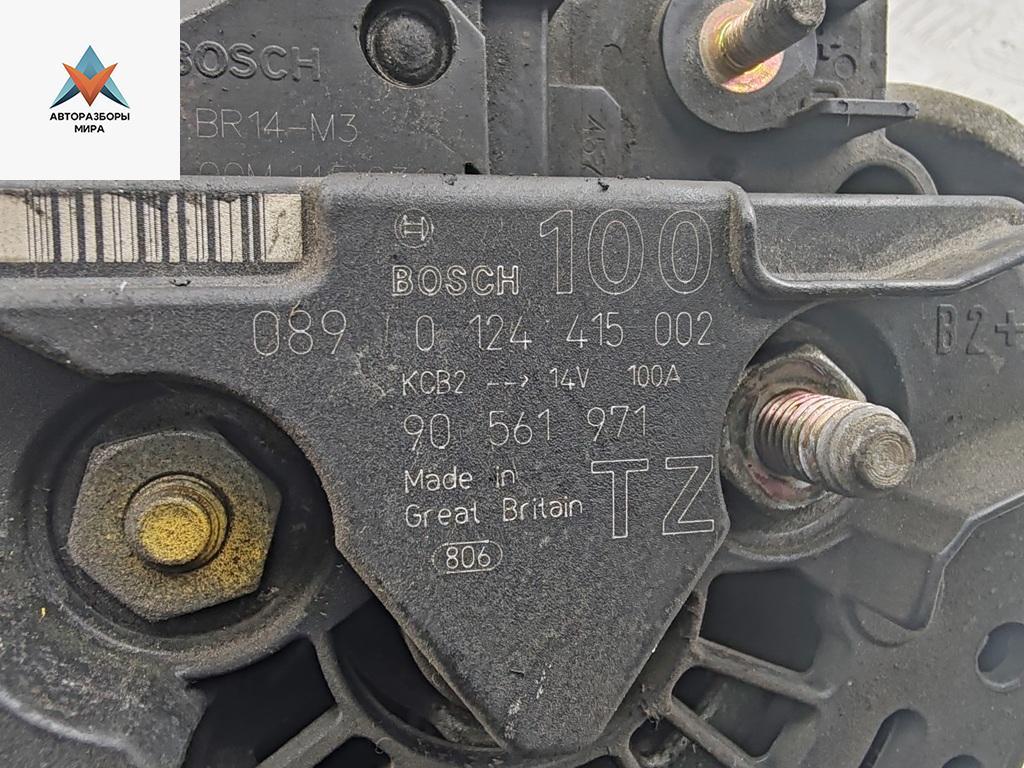 АВТОРАЗБОРЫ
МИРА
BOSCH
BR14-M3
BOSCH 100
089 / 0 124 415 002
KCB2 --> 14V 100A
90 561 971
Made in
Great Britain
TZ
806
B2+